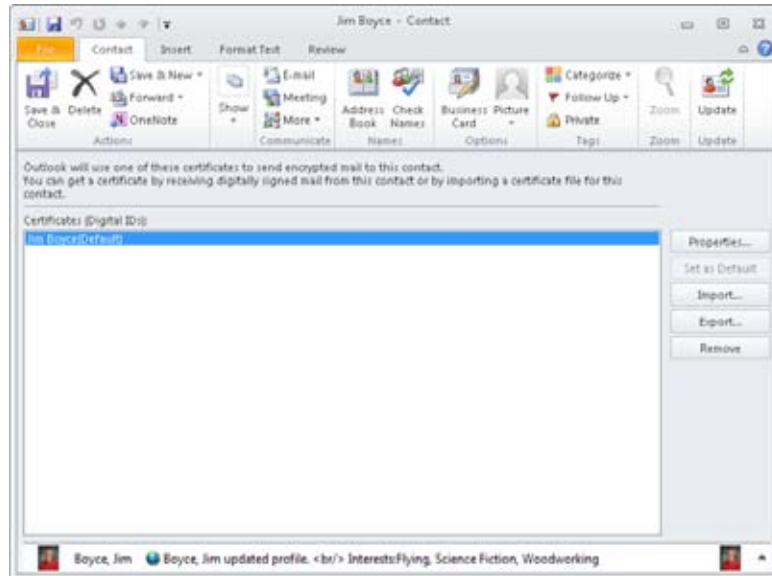 Jim Boyce - Contact
File Contact Insert Format Text Review
Save & Close
Delete
Save & New
Forward
OneNote
Actions
Show
E-mail
Meeting
More
Communicate
Address Book
Check Names
Names
Business Card
Picture
Options
Categorize
Follow Up
Private
Tags
Zoom
Zoom
Update
Update
Outlook will use one of these certificates to send encrypted mail to this contact.
You can get a certificate by receiving digitally signed mail from this contact or by importing a certificate file for this
contact.
Certificates (Digital IDs):
Jim Boyce(Default)
Properties...
Set as Default
Import...
Export...
Remove
Boyce, Jim Boyce, Jim updated profile. <br/> Interests:Flying, Science Fiction, Woodworking